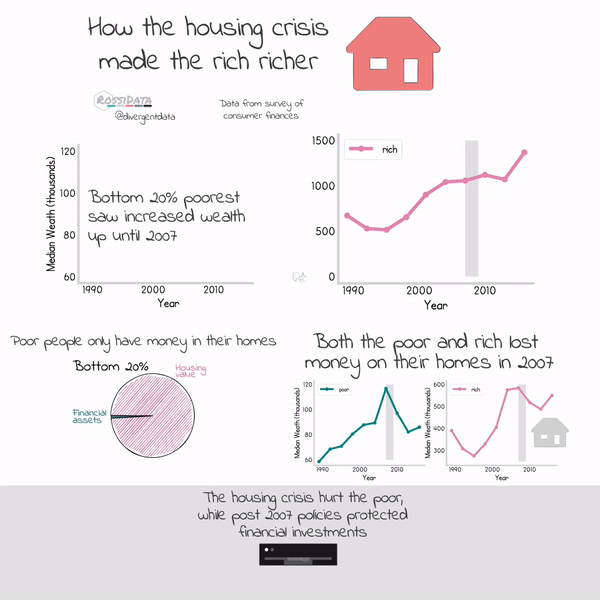 How the housing crisis
made the rich richer
ROSSIDATA
@divergentdata
Data from survey of
consumer finances
Median Weath (thousands)
120
100
80
60
1990
2000
2010
Year
Bottom 20% poorest
saw increased wealth
up until 2007
rich
1500
1000
500
0
1990
2000
2010
Year
Poor people only have money in their homes
Bottom 20%
Housing
value
Financial
assets
Both the poor and rich lost
money on their homes in 2007
poor
Median Weath (thousands)
120
100
80
60
1990
2000
2010
Year
rich
Median Weath (thousands)
600
500
400
300
1990
2000
2010
Year
The housing crisis hurt the poor,
while post 2007 policies protected
financial investments